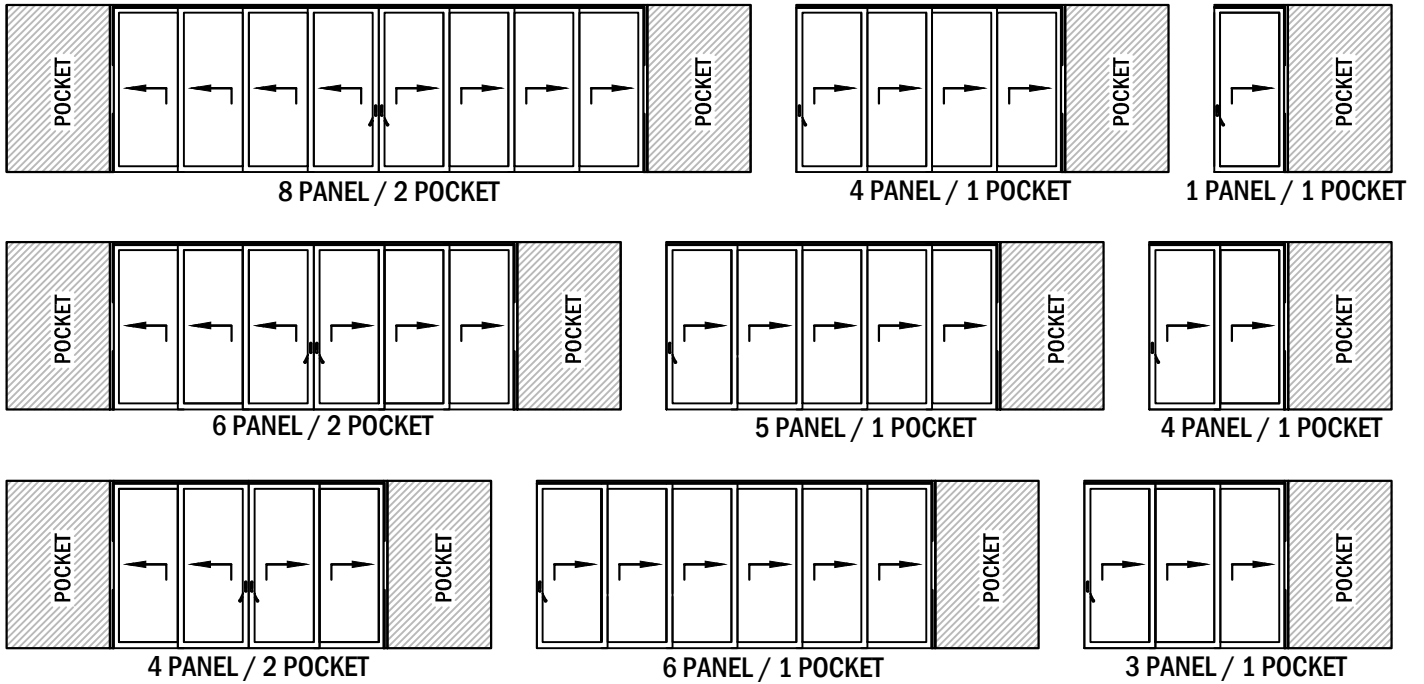 POCKET
POCKET
8 PANEL / 2 POCKET
POCKET
4 PANEL / 1 POCKET
POCKET
1 PANEL / 1 POCKET
POCKET
POCKET
6 PANEL / 2 POCKET
POCKET
5 PANEL / 1 POCKET
POCKET
4 PANEL / 1 POCKET
POCKET
POCKET
4 PANEL / 2 POCKET
POCKET
6 PANEL / 1 POCKET
POCKET
3 PANEL / 1 POCKET